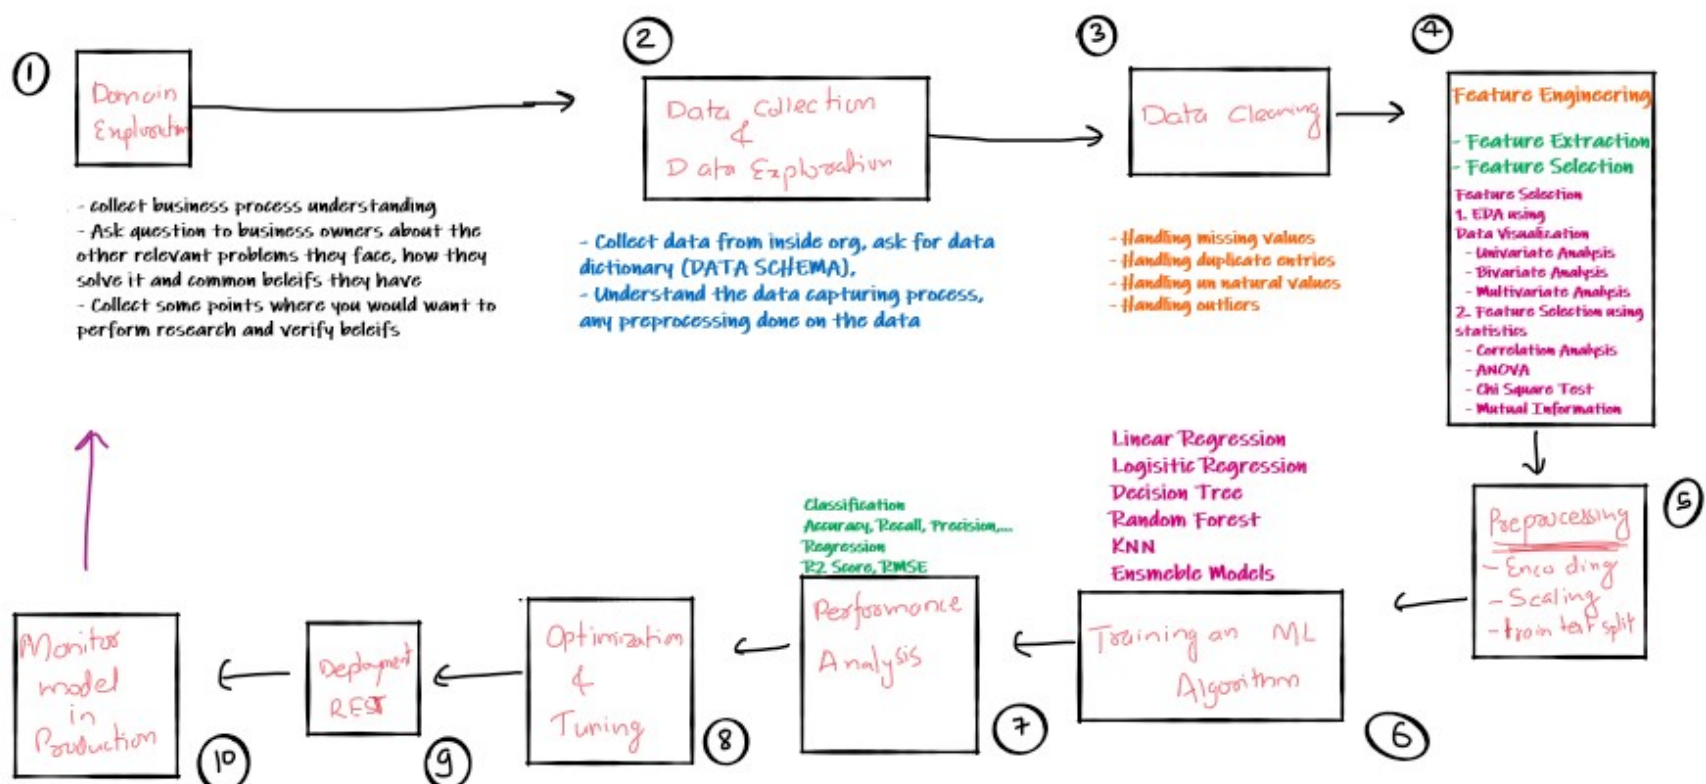 1
Domain
Exploration
- collect business process understanding
- Ask question to business owners about the
other relevant problems they face, how they
solve it and common beleifs they have
- Collect some points where you would want to
perform research and verify beleifs
2
Data Collection
&
Data Exploration
- Collect data from inside org, ask for data
dictionary (DATA SCHEMA),
- Understand the data capturing process,
any preprocessing done on the data
3
Data Cleaning
- Handling missing values
- Handling duplicate entries
- Handling un natural values
- Handling outliers
4
Feature Engineering
- Feature Extraction
- Feature Selection
Feature Selection
1. EDA using
Data Visualization
- Univariate Analysis
- Bivariate Analysis
- Multivariate Analysis
2. Feature Selection using
statistics
- Correlation Analysis
- ANOVA
- Chi Square Test
- Mutual Information
5
Preprocessing
- Encoding
- Scaling
- train test split
Linear Regression
Logisitic Regression
Decision Tree
Random Forest
KNN
Ensmeble Models
Training an ML
Algorithm
6
Classification
Accuracy, Recall, Precision,...
Regression
R2 Score, RMSE
Performance
Analysis
7
Optimization
&
Tuning
8
Deployment
REST
9
Monitor
model
in
Production
10